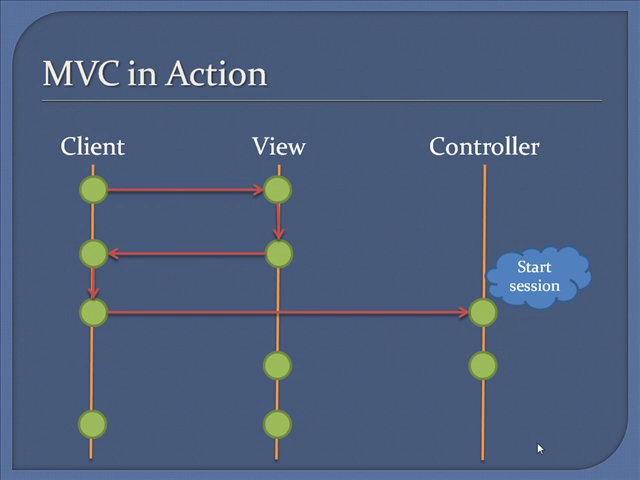 MVC in Action
Client View Controller
Start
session